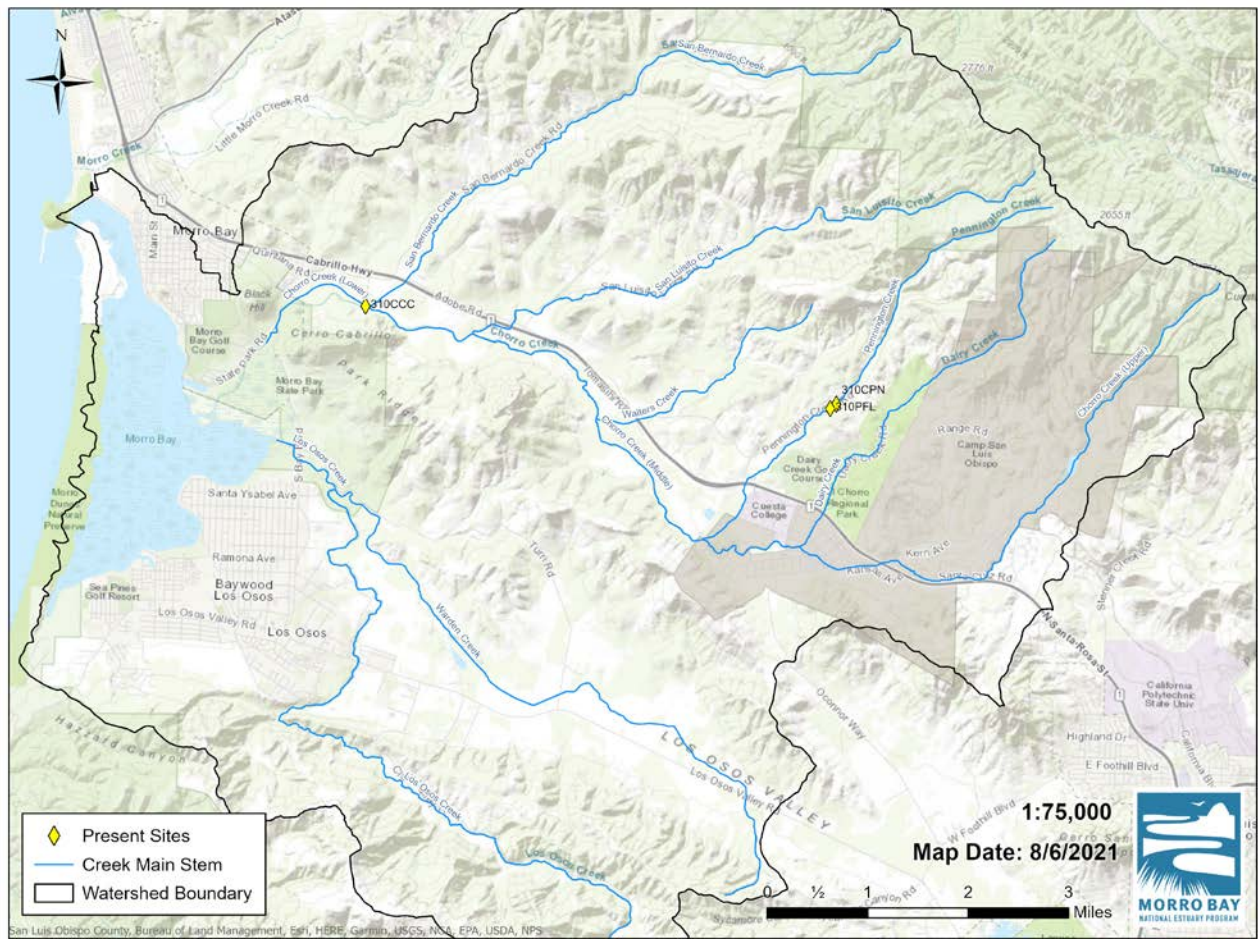 N
San Bernardo Creek
2776 ft
Little Morro Creek Rd
Morro Creek
San Bernardo Creek Rd
Tassajera
San Luisito Creek
Pennington Creek
2655 ft
1
Main St
Morro Bay
Quintana Rd
Cabrillo Hwy
San Bernardo Creek
San Luisito Creek
Chorro Creek (Lower)
310CCC
Adobe Rd
1
Black
Hill
Cerro Cabrillo
Chorro Creek
Pennington Creek
Dairy Creek
Chorro Creek (Upper)
Morro
Bay Golf
Course
State Park Rd
Park Ridge
Morro Bay
State Park
Walters Creek
310CPN
310PFL
Range Rd
Camp San
Luis
Obispo
Morro Bay
Los Osos Creek
S Bay Blvd
Chorro Creek (Middle)
Dairy
Creek Golf
Course
Dairy Creek
El Chorro
Regional
Park
Morro
Dunes
Natural
Preserve
Santa Ysabel Ave
Cuesta
College
1
Kern Ave
Kansas Ave
Stenner Creek Rd
Ramona Ave
Turri Rd
Sea Pines
Golf Resort
Baywood
Los Osos
Los Osos Valley Rd
Los Osos
Warden Creek
N Santa Rosa St
1
California
Polytechnic
State Univ
Hazzard Canyon
Oconnor Way
Highland Dr
E Foothill Blvd
California Blvd
LOS OSOS VALLEY
Los Osos Valley Rd
W Foothill Blvd
Los Osos Creek
Los Osos Creek
Canyon Rd
Present Sites
Creek Main Stem
Watershed Boundary
1:75,000
Map Date: 8/6/2021
0 ½ 1 2 3
Miles
MORRO BAY
NATIONAL ESTUARY PROGRAM
San Luis Obispo County, Bureau of Land Management, Esri, HERE, Garmin, USGS, NGA, EPA, USDA, NPS